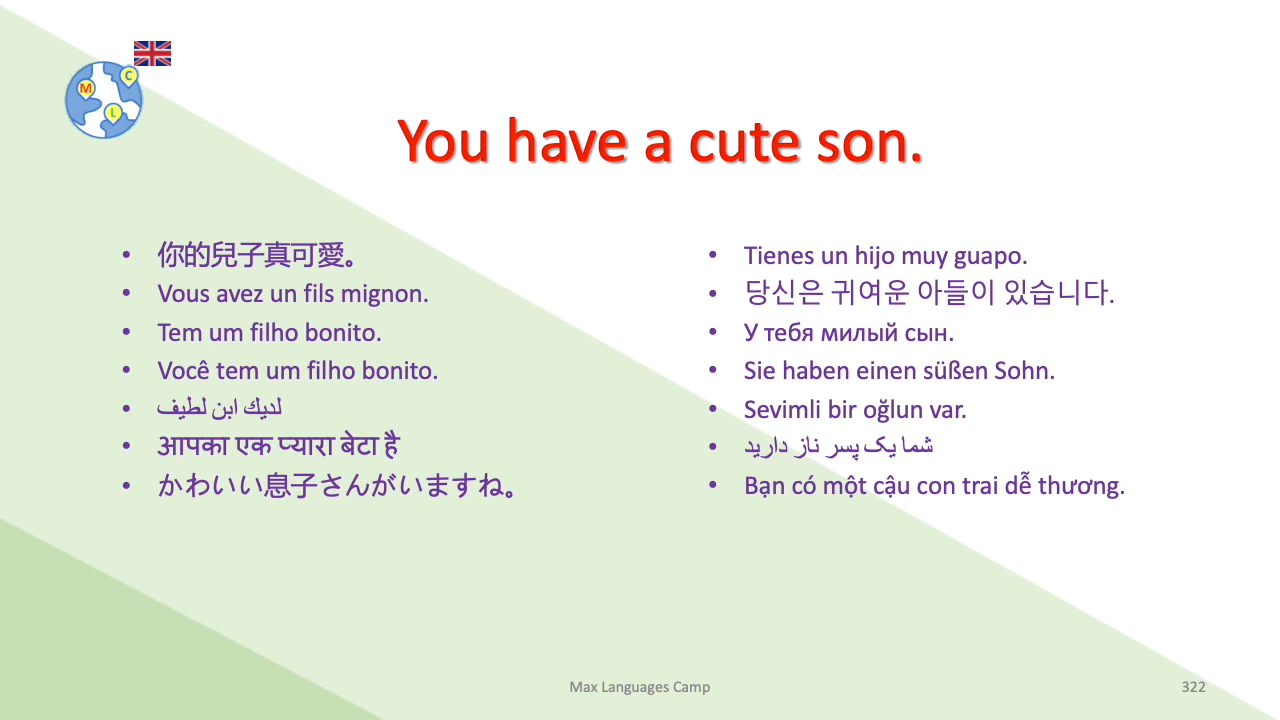 M
C
L
You have a cute son.
• 你的兒子真可愛。
• Vous avez un fils mignon.
• Tem um filho bonito.
• Você tem um filho bonito.
• لديك ابن لطيف
• आपका एक प्यारा बेटा है
• かわいい息子さんがいますね。
• Tienes un hijo muy guapo.
• 당신은 귀여운 아들이 있습니다.
• У тебя милый сын.
• Sie haben einen süßen Sohn.
• Sevimli bir oğlun var.
• شما یک پسر ناز دارید
• Bạn có một cậu con trai dễ thương.
Max Languages Camp
322